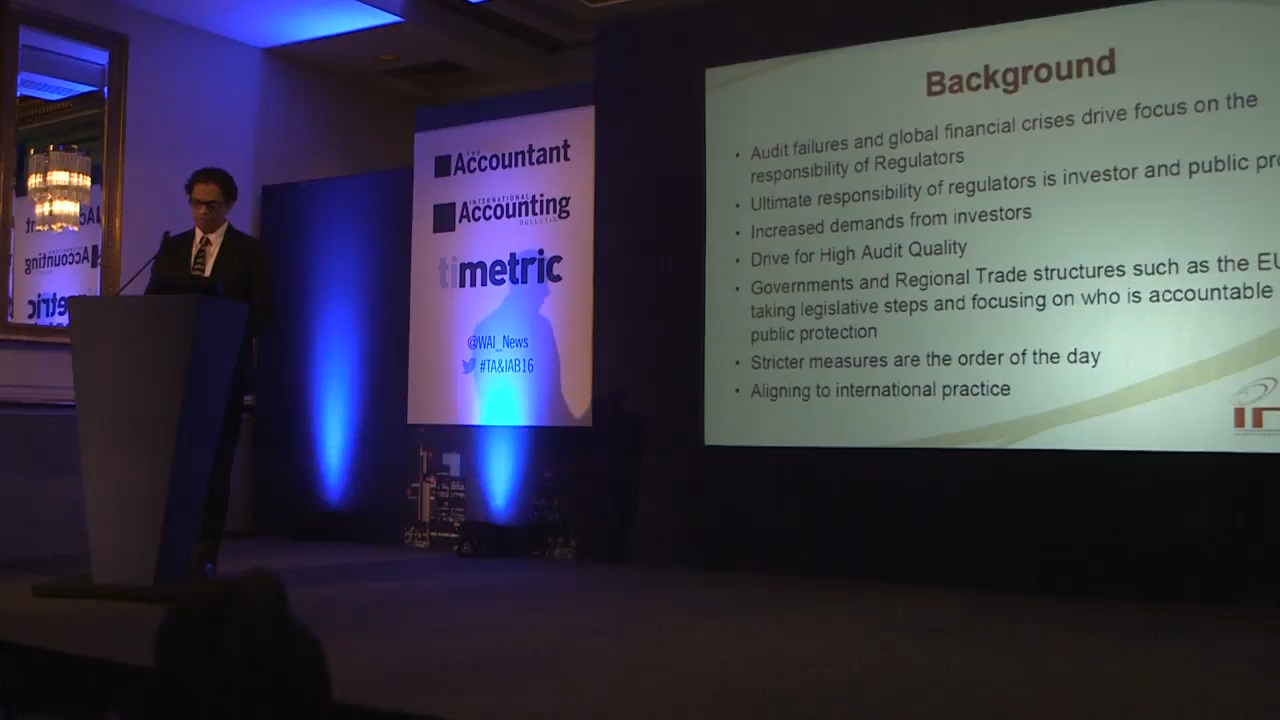 THE
Accountant
INTERNATIONAL
Accounting
BULLETIN
timetric
@WAI_News
#TA&IAB16
Background
• Audit failures and global financial crises drive focus on the
responsibility of Regulators
• Ultimate responsibility of regulators is investor and public pro
• Increased demands from investors
• Drive for High Audit Quality
• Governments and Regional Trade structures such as the EU
taking legislative steps and focusing on who is accountable
public protection
• Stricter measures are the order of the day
• Aligning to international practice